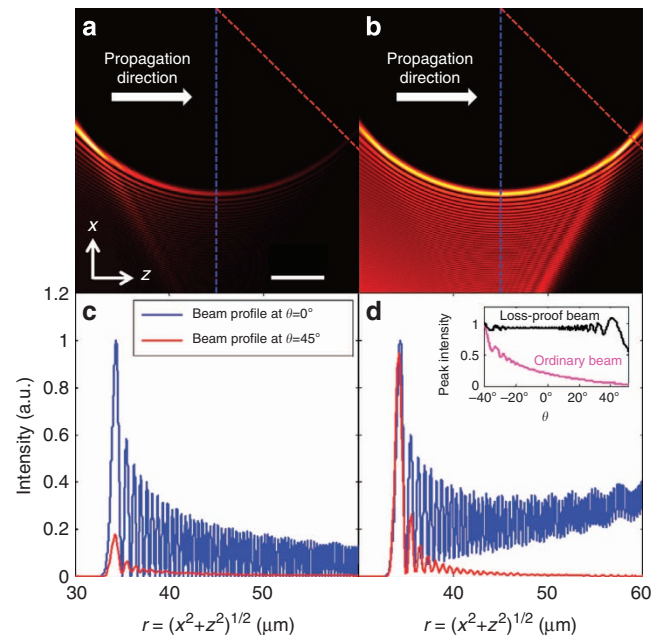 a
Propagation
direction
x
z
b
Propagation
direction
1.2
1.0
0.8
0.6
0.4
0.2
0
Intensity (a.u.)
c
Beam profile at θ=0°
Beam profile at θ=45°
30 40 50
r = (x²+z²)^{1/2} (μm)
d
Loss-proof beam
Ordinary beam
Peak intensity
1
0.5
0
−40° −20° 0° 20° 40°
θ
40 50 60
r = (x²+z²)^{1/2} (μm)